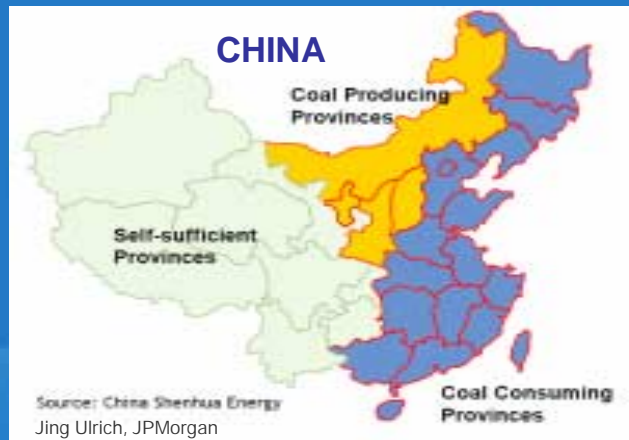 CHINA
Coal Producing
Provinces
Self-sufficient
Provinces
Coal Consuming
Provinces
Source: China Shenhua Energy
Jing Ulrich, JPMorgan